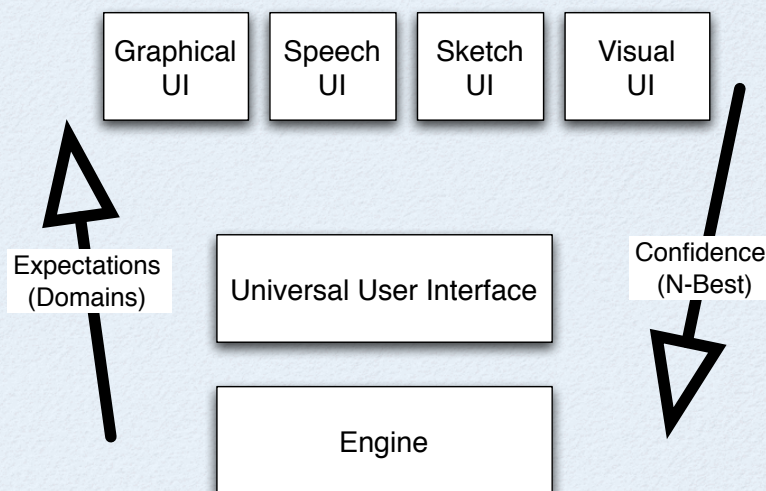 Graphical
UI
Speech
UI
Sketch
UI
Visual
UI
Expectations
(Domains)
Confidence
(N-Best)
Universal User Interface
Engine